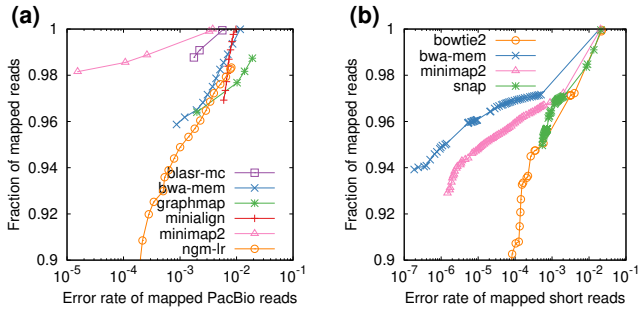 (a)
Fraction of mapped reads
1
0.98
0.96
0.94
0.92
0.9
blasr-mc
bwa-mem
graphmap
minialign
minimap2
ngm-lr
10⁻⁵ 10⁻⁴ 10⁻³ 10⁻² 10⁻¹
Error rate of mapped PacBio reads
(b)
Fraction of mapped reads
1
0.98
0.96
0.94
0.92
0.9
bowtie2
bwa-mem
minimap2
snap
10⁻⁷ 10⁻⁶ 10⁻⁵ 10⁻⁴ 10⁻³ 10⁻² 10⁻¹
Error rate of mapped short reads